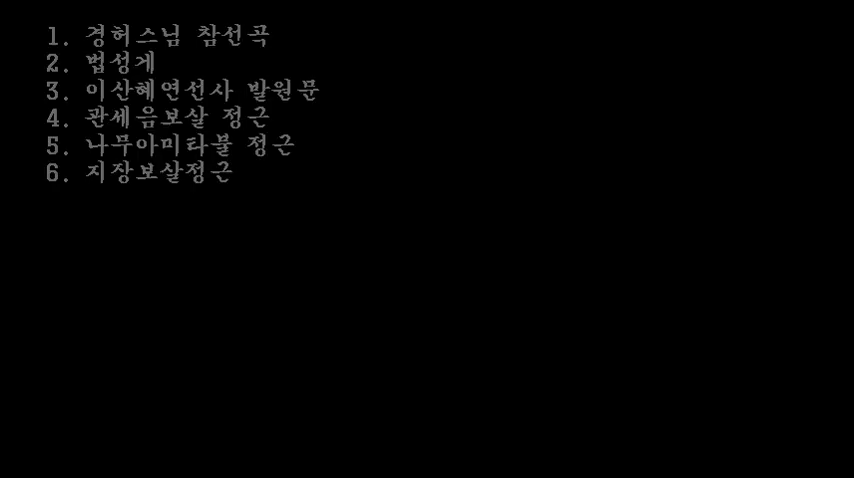 1. 경허스님 참선곡
2. 법성게
3. 이산혜연선사 발원문
4. 관세음보살 정근
5. 나무아미타불 정근
6. 지장보살정근